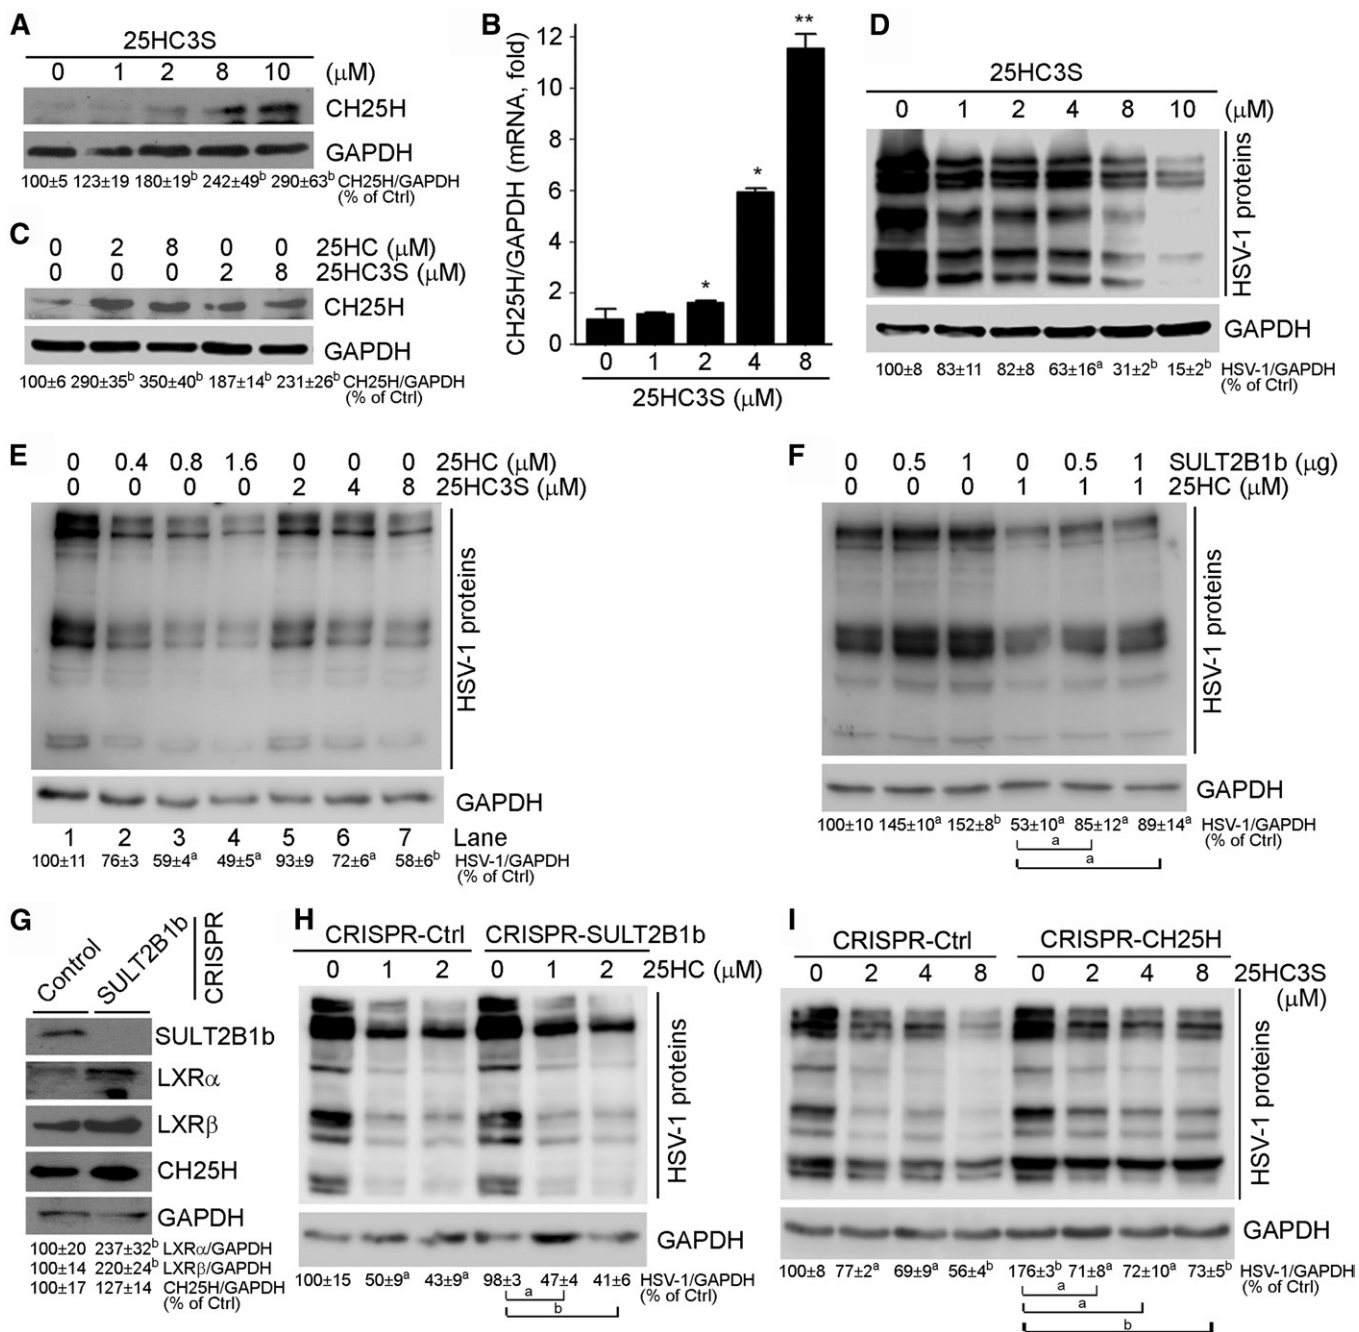 A
25HC3S
0 1 2 8 10 (μM)
CH25H
GAPDH
100±5 123±19 180±19ᵇ 242±49ᵇ 290±63ᵇ CH25H/GAPDH
(% of Ctrl)
B
CH25H/GAPDH (mRNA, fold)
12
10
8
6
4
2
0
* * **
0 1 2 4 8
25HC3S (μM)
C
0 2 8 0 0 25HC (μM)
0 0 0 2 8 25HC3S (μM)
CH25H
GAPDH
100±6 290±35ᵇ 350±40ᵇ 187±14ᵇ 231±26ᵇ CH25H/GAPDH
(% of Ctrl)
D
25HC3S
0 1 2 4 8 10 (μM)
HSV-1 proteins
GAPDH
100±8 83±11 82±8 63±16ᵃ 31±2ᵇ 15±2ᵇ HSV-1/GAPDH
(% of Ctrl)
E
0 0.4 0.8 1.6 0 0 0 25HC (μM)
0 0 0 0 2 4 8 25HC3S (μM)
HSV-1 proteins
GAPDH
1 2 3 4 5 6 7 Lane
100±11 76±3 59±4ᵃ 49±5ᵃ 93±9 72±6ᵃ 58±6ᵇ HSV-1/GAPDH
(% of Ctrl)
F
0 0.5 1 0 0.5 1 SULT2B1b (μg)
0 0 0 1 1 1 25HC (μM)
HSV-1 proteins
GAPDH
100±10 145±10ᵃ 152±8ᵇ 53±10ᵃ 85±12ᵃ 89±14ᵃ HSV-1/GAPDH
(% of Ctrl)
a
a
G
Control
SULT2B1b
CRISPR
SULT2B1b
LXRα
LXRβ
CH25H
GAPDH
100±20 237±32ᵇ LXRα/GAPDH
100±14 220±24ᵇ LXRβ/GAPDH
100±17 127±14 CH25H/GAPDH
(% of Ctrl)
H
CRISPR-Ctrl CRISPR-SULT2B1b
0 1 2 0 1 2 25HC (μM)
HSV-1 proteins
GAPDH
100±15 50±9ᵃ 43±9ᵃ 98±3 47±4 41±6 HSV-1/GAPDH
(% of Ctrl)
a
b
I
CRISPR-Ctrl CRISPR-CH25H
0 2 4 8 0 2 4 8 25HC3S
(μM)
HSV-1 proteins
GAPDH
100±8 77±2ᵃ 69±9ᵃ 56±4ᵇ 176±3ᵇ 71±8ᵃ 72±10ᵃ 73±5ᵇ HSV-1/GAPDH
(% of Ctrl)
a
a
b